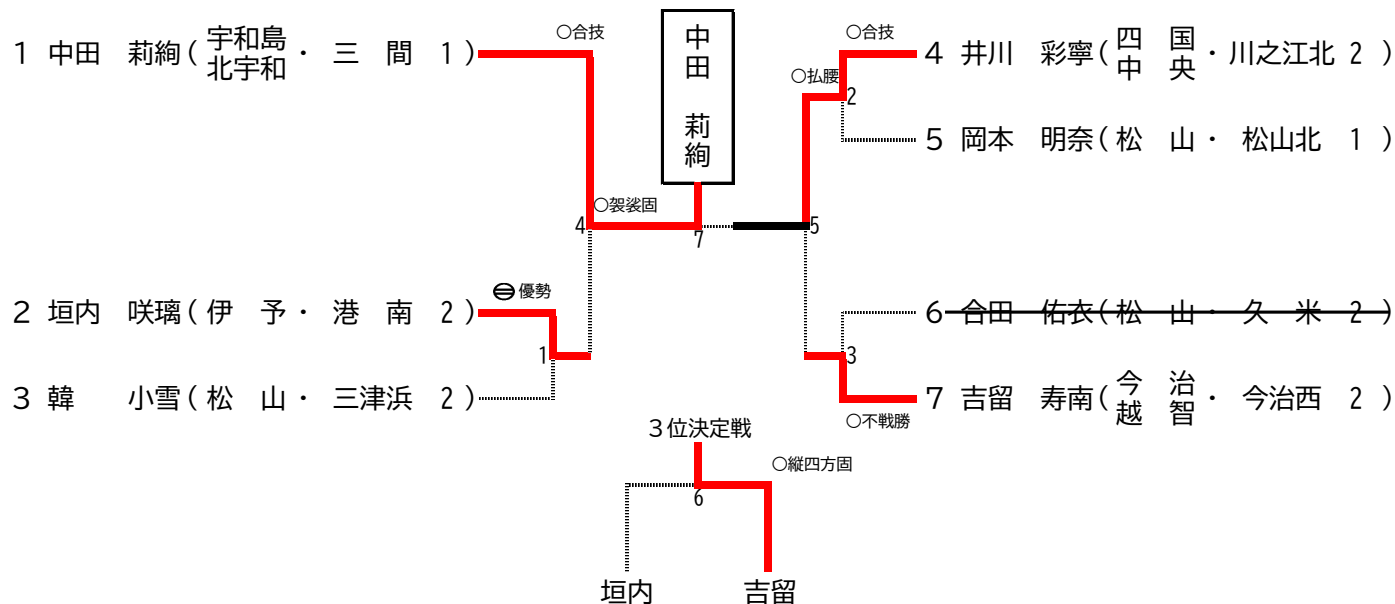 1 中田 莉絢(宇和島北宇和・三間 1)
○合技
2 垣内 咲璃(伊予・港南 2)
優勢
3 韓 小雪(松山・三津浜 2)
1
4
○袈裟固
中田 莉絢
7
○合技
4 井川 彩寧(四国中央・川之江北 2)
○払腰
2
5 岡本 明奈(松山・松山北 1)
5
6 合田 佑衣(松山・久米 2)
3
7 吉留 寿南(今治越智・今治西 2)
○不戦勝
3位決定戦
○縦四方固
6
垣内 吉留